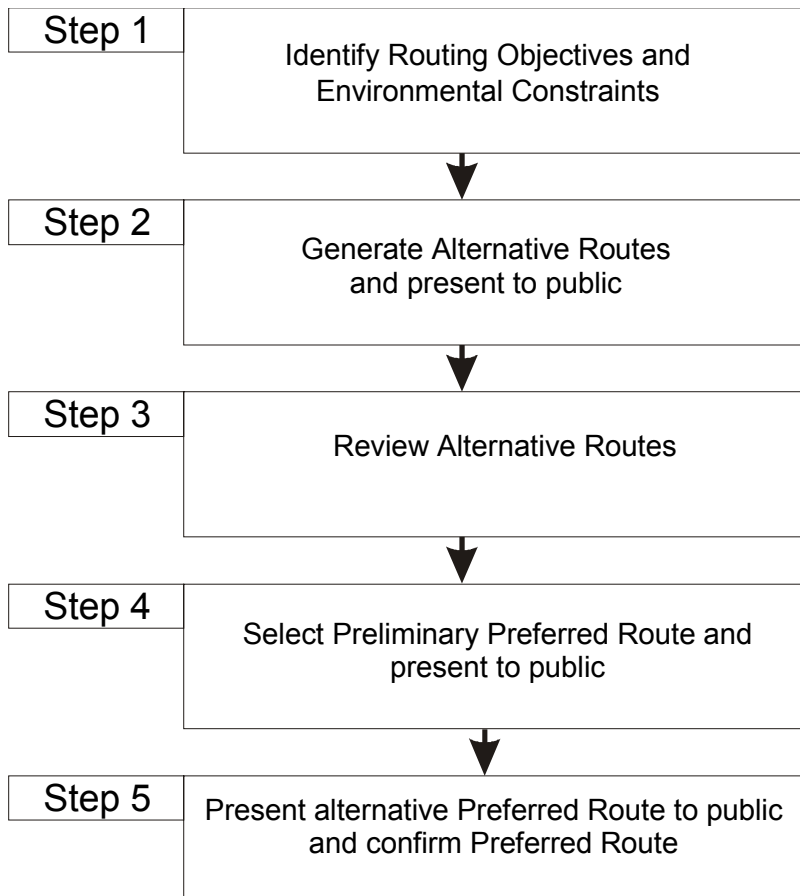 Step 1
Identify Routing Objectives and
Environmental Constraints
Step 2
Generate Alternative Routes
and present to public
Step 3
Review Alternative Routes
Step 4
Select Preliminary Preferred Route and
present to public
Step 5
Present alternative Preferred Route to public
and confirm Preferred Route